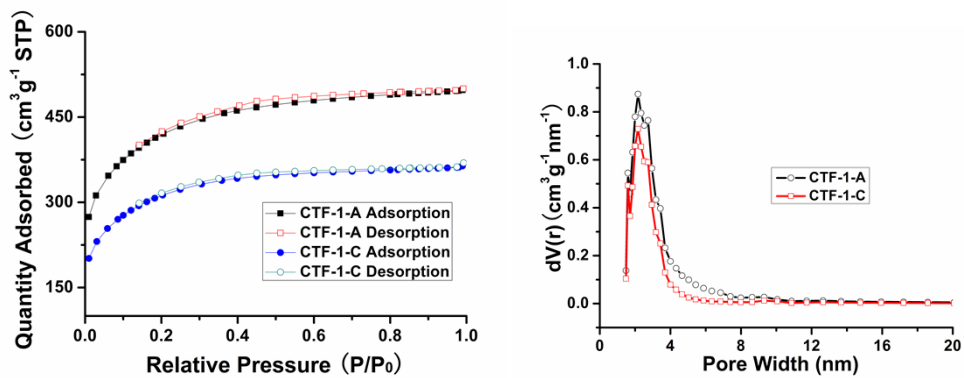 600
450
300
150
Quantity Adsorbed (cm³g⁻¹ STP)
CTF-1-A Adsorption
CTF-1-A Desorption
CTF-1-C Adsorption
CTF-1-C Desorption
0.0 0.2 0.4 0.6 0.8 1.0
Relative Pressure (P/P₀)
1.0
0.8
0.6
0.4
0.2
0.0
dV(r) (cm³g⁻¹nm⁻¹)
CTF-1-A
CTF-1-C
0 4 8 12 16 20
Pore Width (nm)